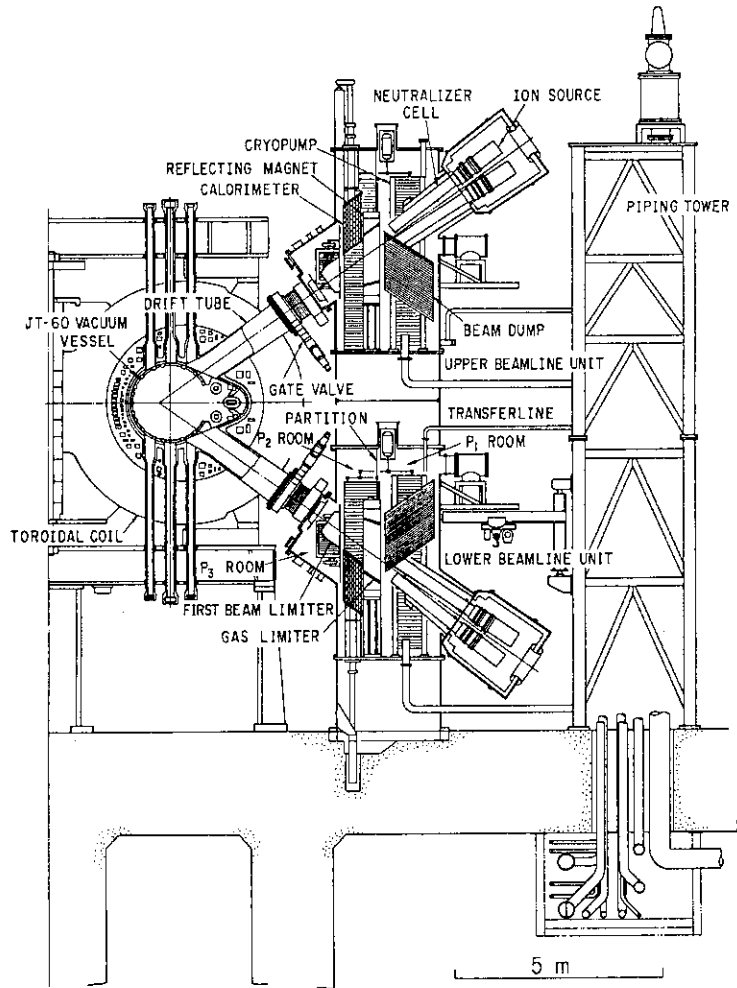 NEUTRALIZER
CELL
ION SOURCE
CRYOPUMP
REFLECTING MAGNET
CALORIMETER
PIPING TOWER
DRIFT TUBE
JT-60 VACUUM
VESSEL
BEAM DUMP
UPPER BEAMLINE UNIT
GATE VALVE
PARTITION
TRANSFERLINE
P2 ROOM
P1 ROOM
TOROIDAL COIL
P3 ROOM
LOWER BEAMLINE UNIT
FIRST BEAM LIMITER
GAS LIMITER
5 m